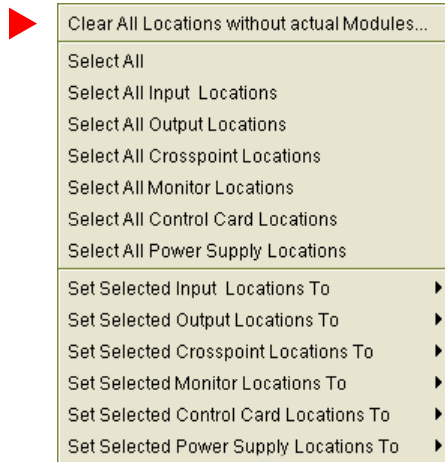 Clear All Locations without actual Modules...
Select All
Select All Input Locations
Select All Output Locations
Select All Crosspoint Locations
Select All Monitor Locations
Select All Control Card Locations
Select All Power Supply Locations
Set Selected Input Locations To
Set Selected Output Locations To
Set Selected Crosspoint Locations To
Set Selected Monitor Locations To
Set Selected Control Card Locations To
Set Selected Power Supply Locations To